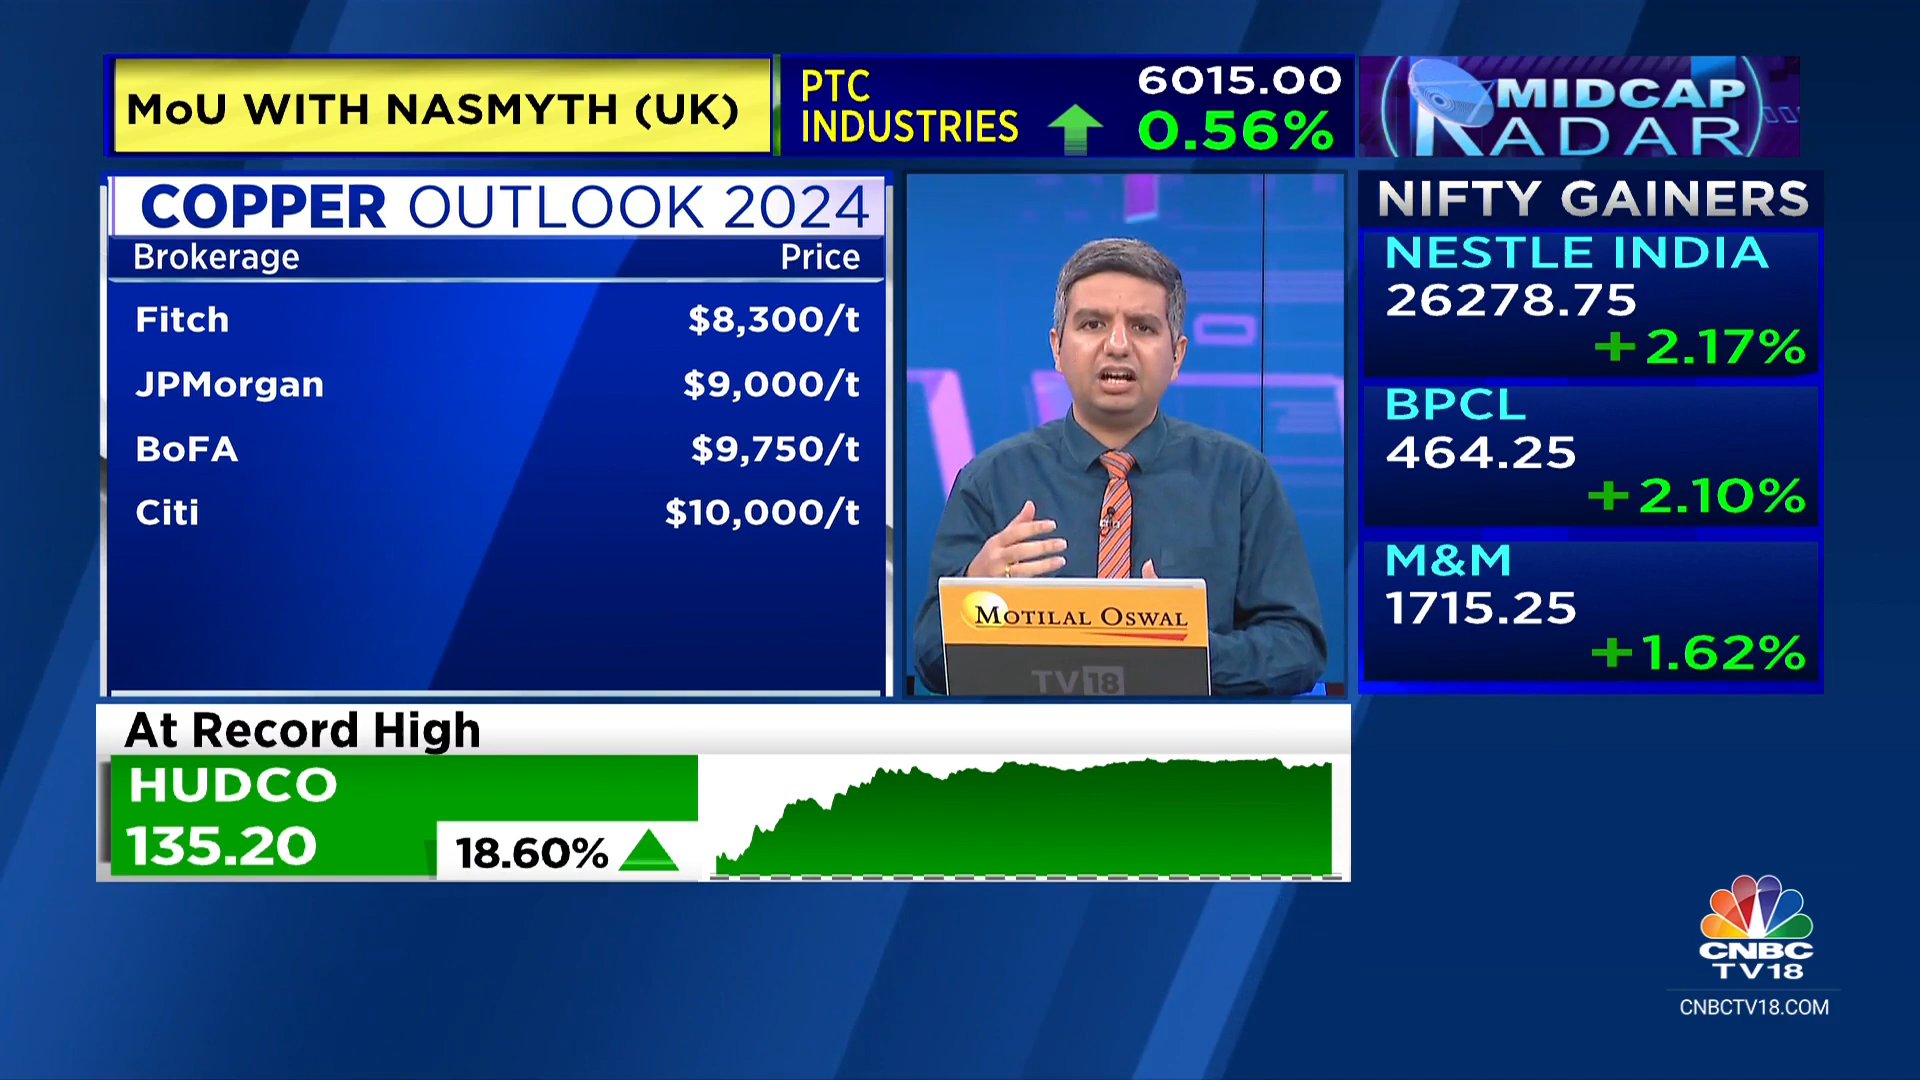 MoU WITH NASMYTH (UK)
PTC
INDUSTRIES
6015.00
0.56%
MIDCAP
RADAR
COPPER OUTLOOK 2024
Brokerage Price
Fitch $8,300/t
JPMorgan $9,000/t
BoFA $9,750/t
Citi $10,000/t
MOTILAL OSWAL
TV18
NIFTY GAINERS
NESTLE INDIA
26278.75
+2.17%
BPCL
464.25
+2.10%
M&M
1715.25
+1.62%
At Record High
HUDCO
135.20
18.60%
CNBC
TV18
CNBCTV18.COM